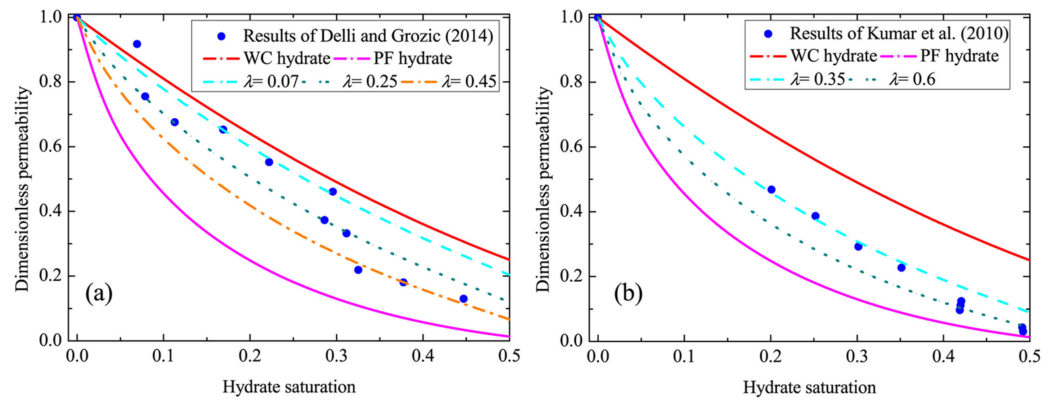 1.0
0.8
0.6
0.4
0.2
0.0
Dimensionless permeability
Results of Delli and Grozic (2014)
WC hydrate PF hydrate
λ= 0.07 λ= 0.25 λ= 0.45
(a)
0.0 0.1 0.2 0.3 0.4 0.5
Hydrate saturation
1.0
0.8
0.6
0.4
0.2
0.0
Dimensionless permeability
Results of Kumar et al. (2010)
WC hydrate PF hydrate
λ= 0.35 λ= 0.6
(b)
0.0 0.1 0.2 0.3 0.4 0.5
Hydrate saturation